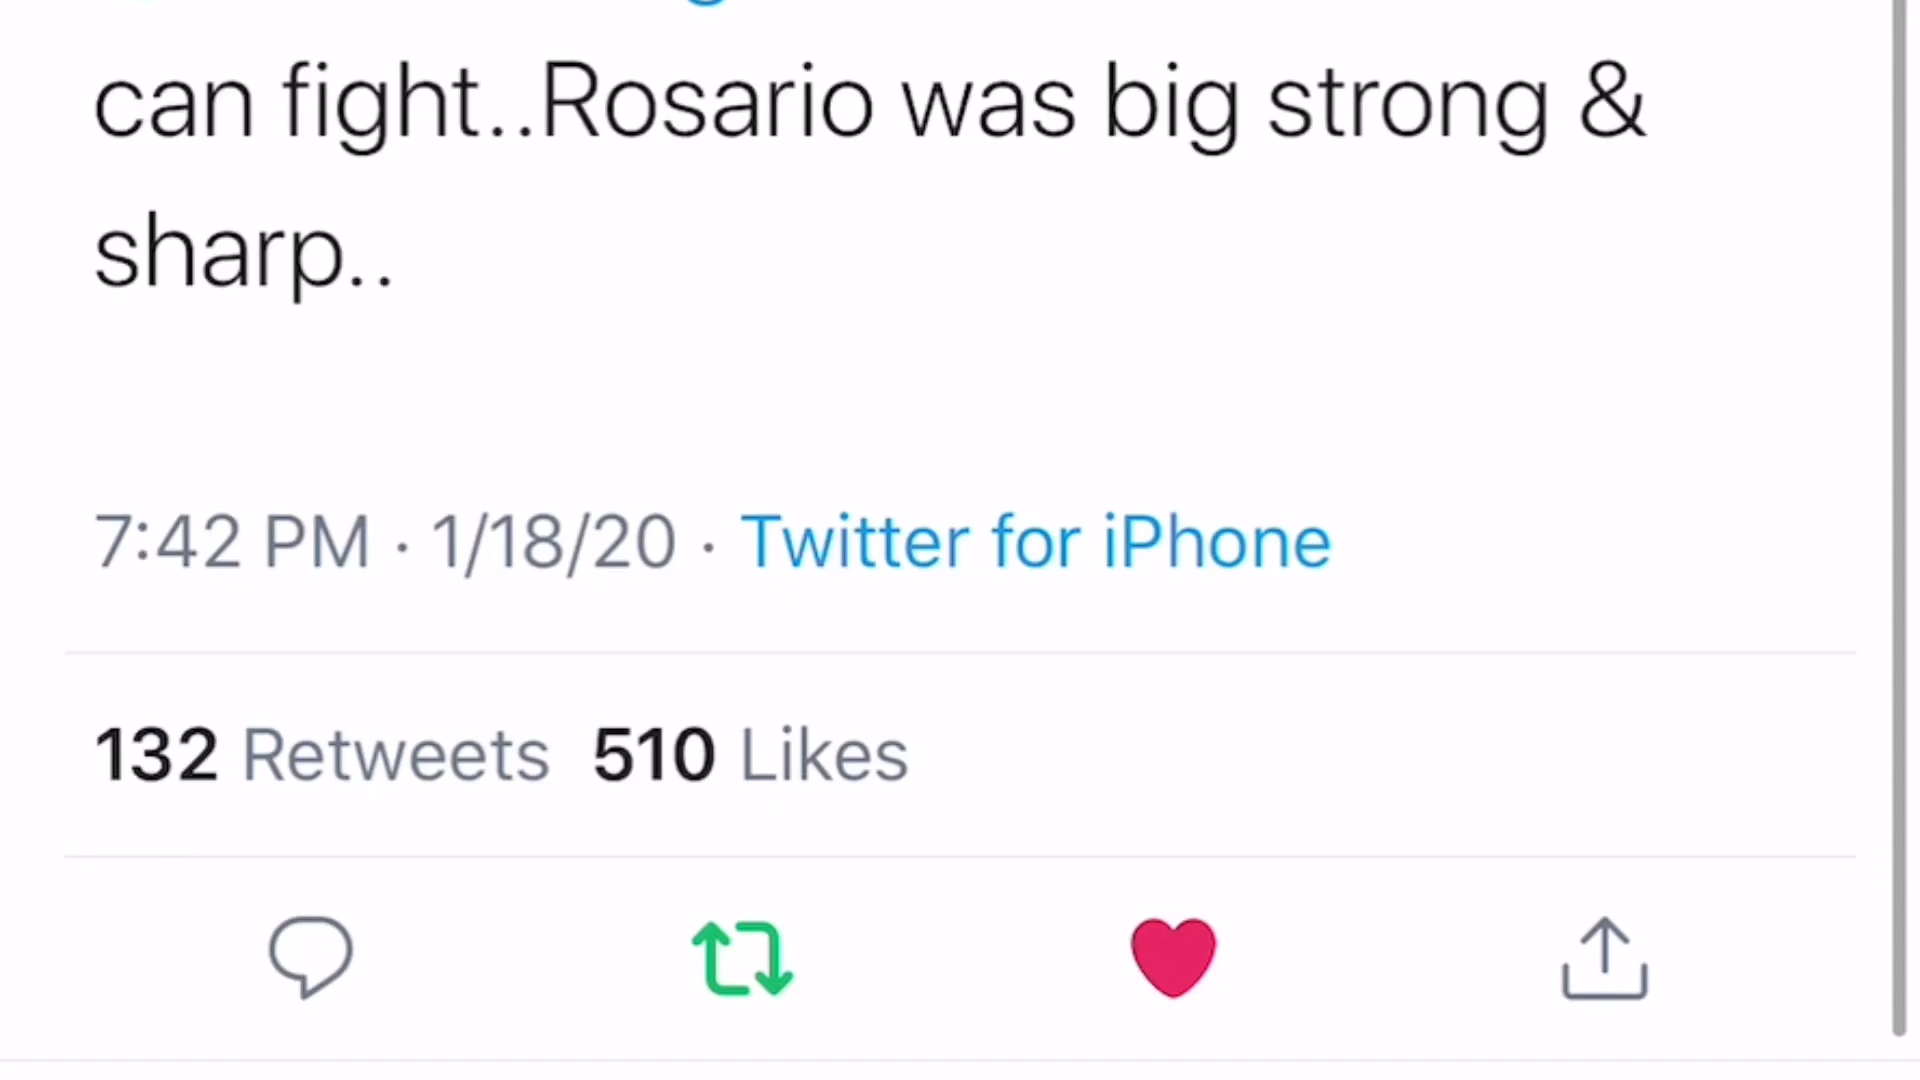 can fight..Rosario was big strong &
sharp..
7:42 PM · 1/18/20 · Twitter for iPhone
132 Retweets 510 Likes